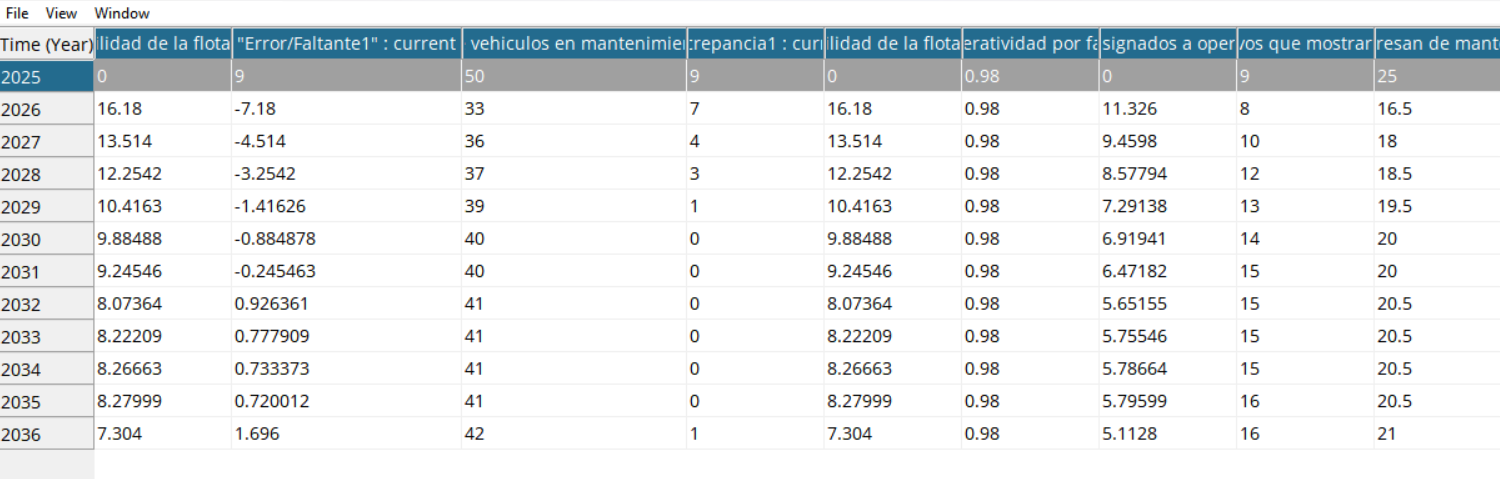 File View Window
Time (Year) ilidad de la flota "Error/Faltante1" : current vehiculos en mantenimie repancia1 : curr ilidad de la flota eratividad por fa signados a oper vos que mostrar resan de mant
2025 0 9 50 9 0 0.98 0 9 25
2026 16.18 -7.18 33 7 16.18 0.98 11.326 8 16.5
2027 13.514 -4.514 36 4 13.514 0.98 9.4598 10 18
2028 12.2542 -3.2542 37 3 12.2542 0.98 8.57794 12 18.5
2029 10.4163 -1.41626 39 1 10.4163 0.98 7.29138 13 19.5
2030 9.88488 -0.884878 40 0 9.88488 0.98 6.91941 14 20
2031 9.24546 -0.245463 40 0 9.24546 0.98 6.47182 15 20
2032 8.07364 0.926361 41 0 8.07364 0.98 5.65155 15 20.5
2033 8.22209 0.777909 41 0 8.22209 0.98 5.75546 15 20.5
2034 8.26663 0.733373 41 0 8.26663 0.98 5.78664 15 20.5
2035 8.27999 0.720012 41 0 8.27999 0.98 5.79599 16 20.5
2036 7.304 1.696 42 1 7.304 0.98 5.1128 16 21